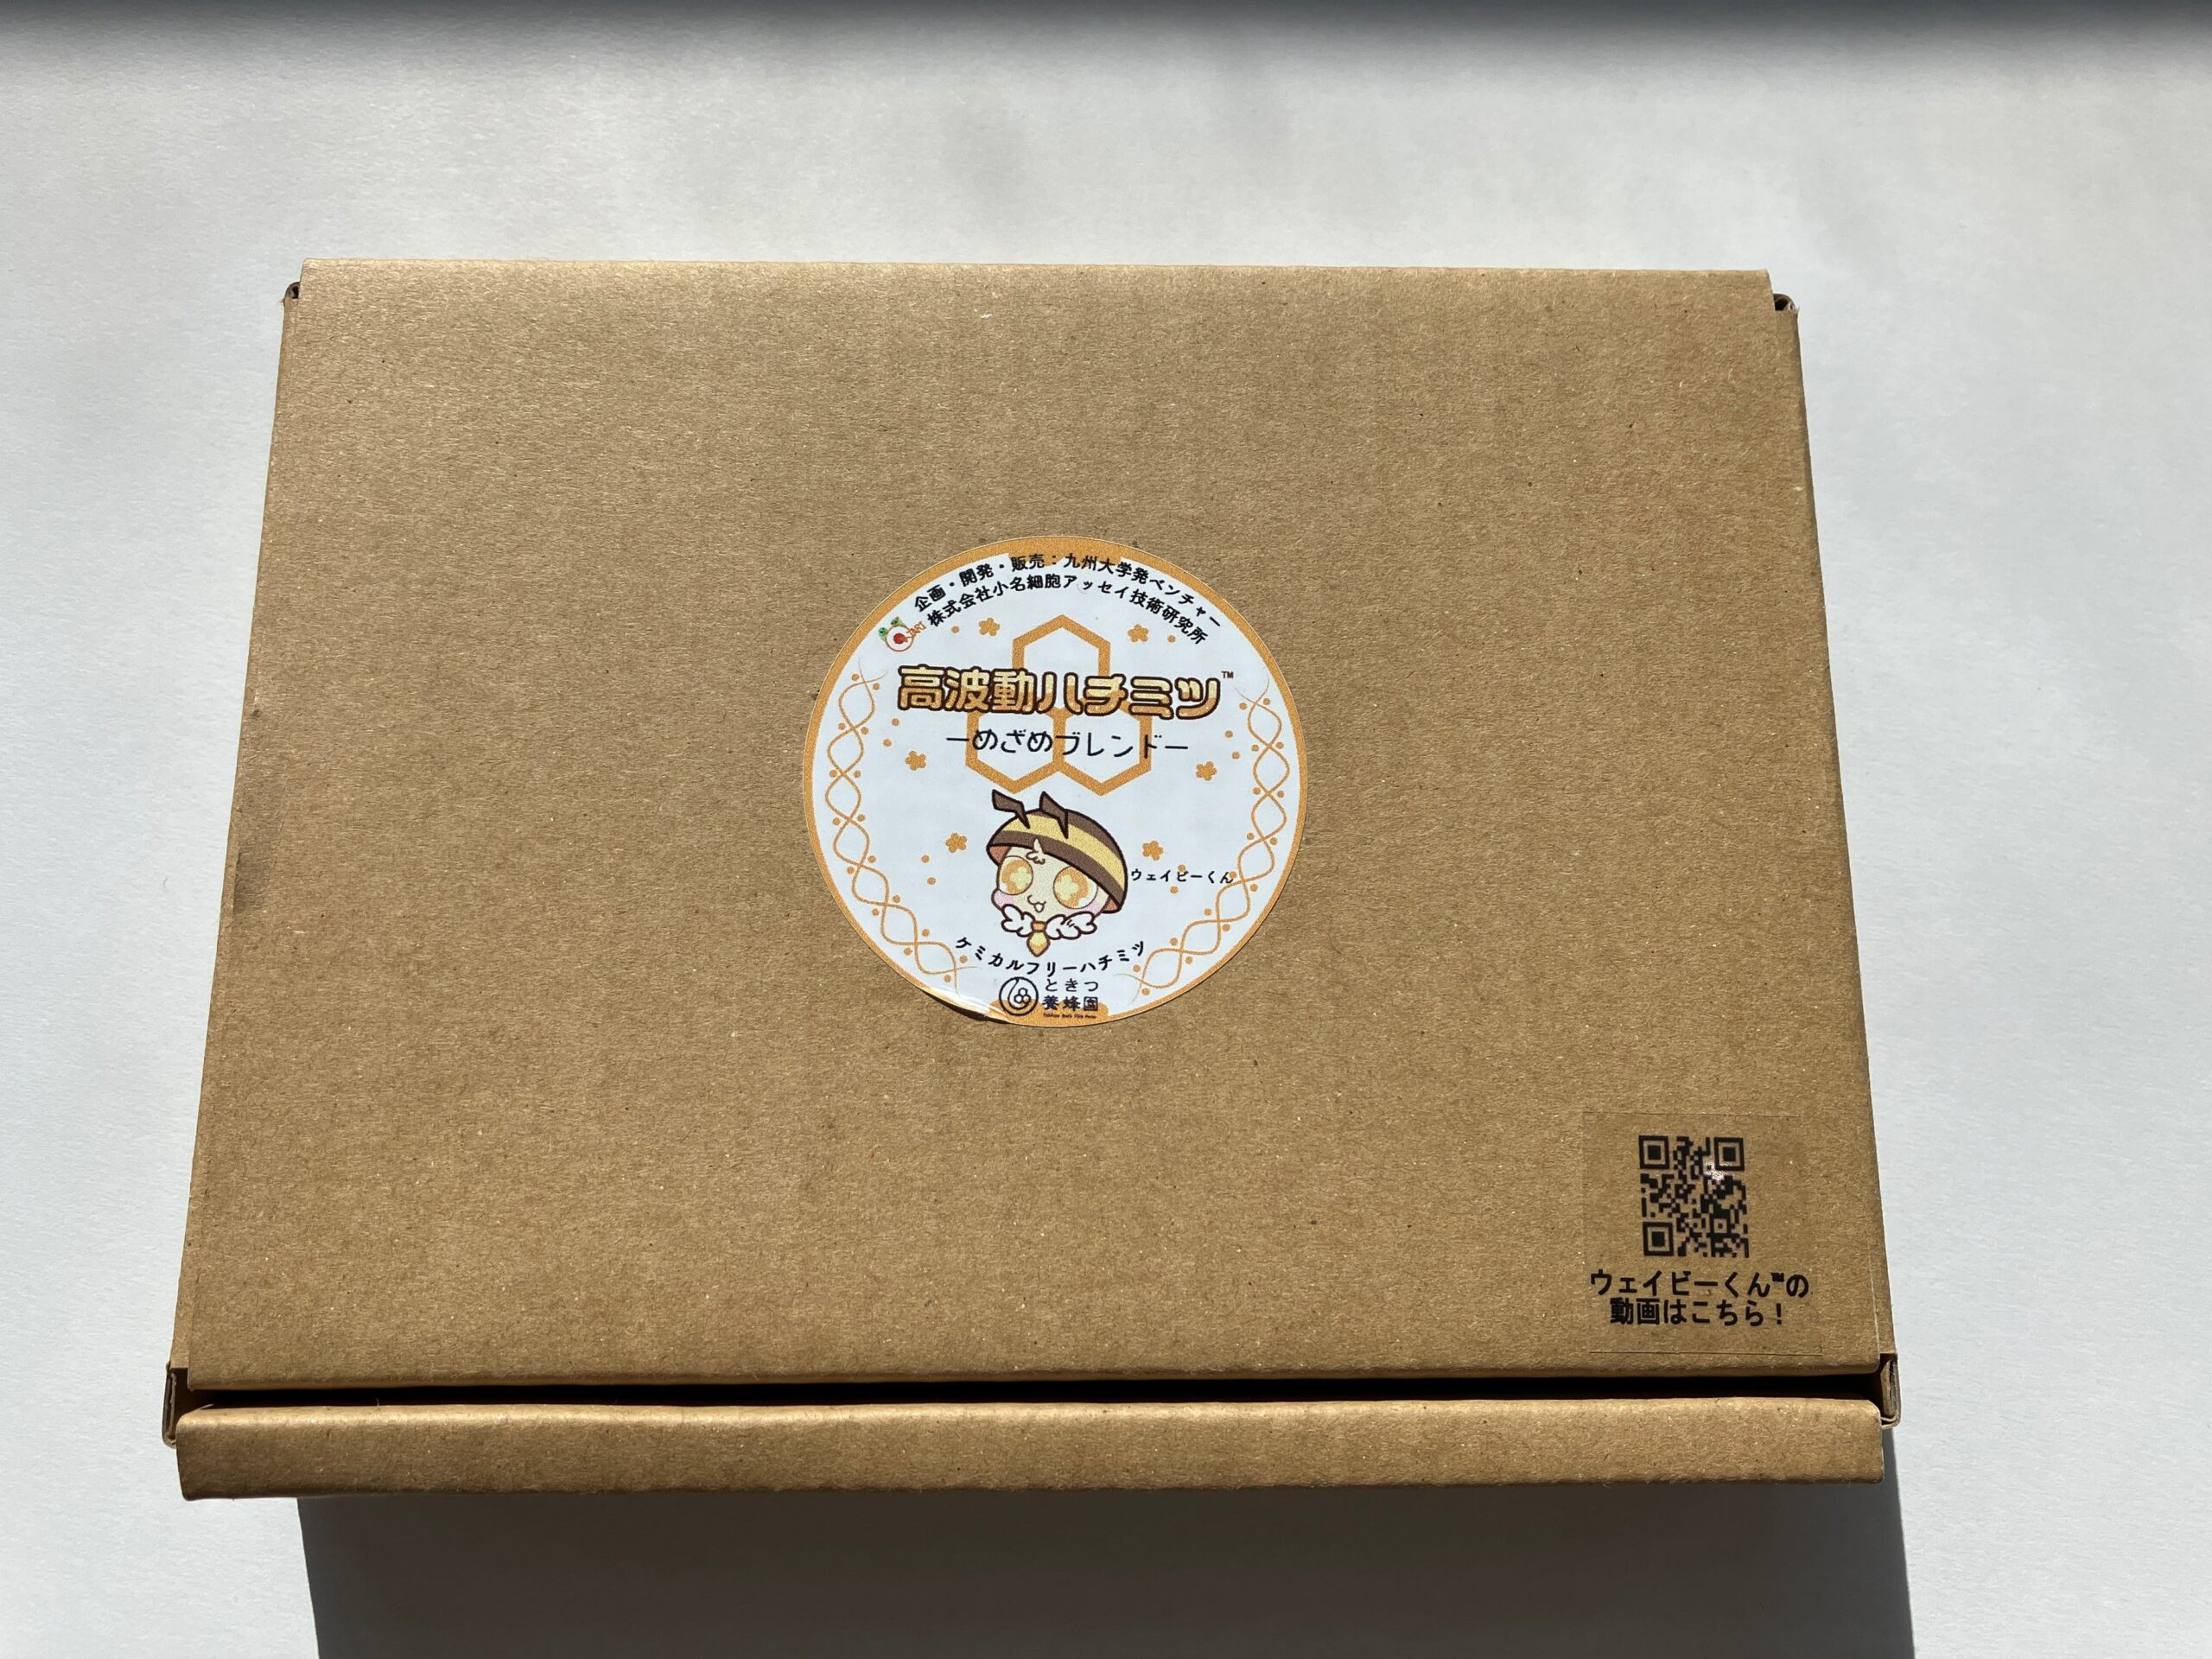 企画・開発・販売：九州大学発ベンチャー
株式会社小名細胞アッセイ技術研究所
高波動ハチミツ™
ーめざめブレンドー
ウェイビーくん
ケミカルフリーハチミツ
ときつ
養蜂園
ウェイビーくん™の
動画はこちら！